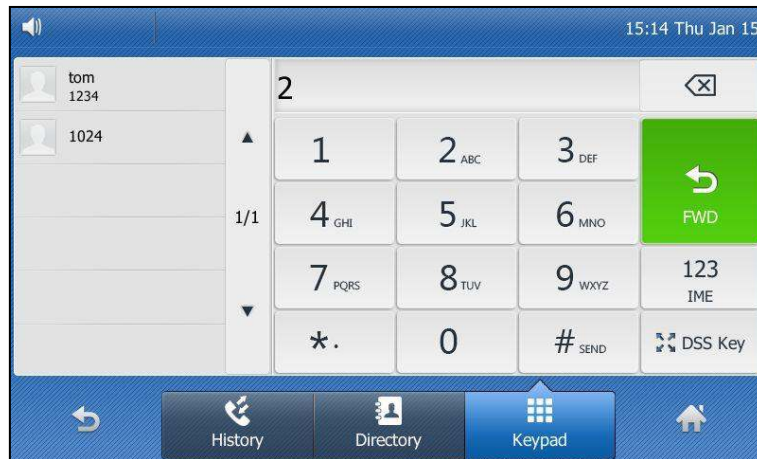 15:14 Thu Jan 15
tom
1234
1024
1/1
2
1
2 ABC
3 DEF
FWD
4 GHI
5 JKL
6 MNO
7 PQRS
8 TUV
9 WXYZ
123
IME
*.
0
# SEND
DSS Key
History
Directory
Keypad